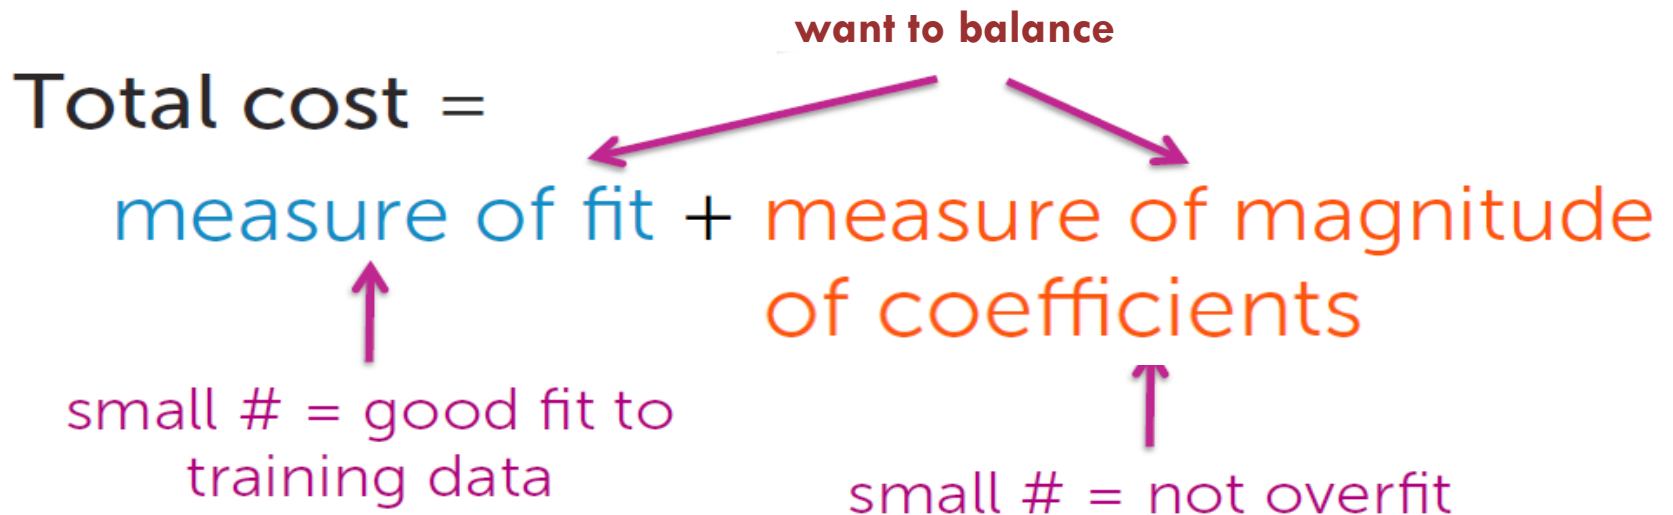 want to balance
Total cost =
measure of fit + measure of magnitude
of coefficients
small # = good fit to
training data
small # = not overfit